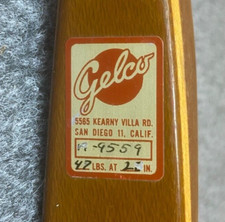 Gelco
5565 KEARNY VILLA RD.
SAN DIEGO 11, CALIF.
-9559
42 LBS. AT IN.